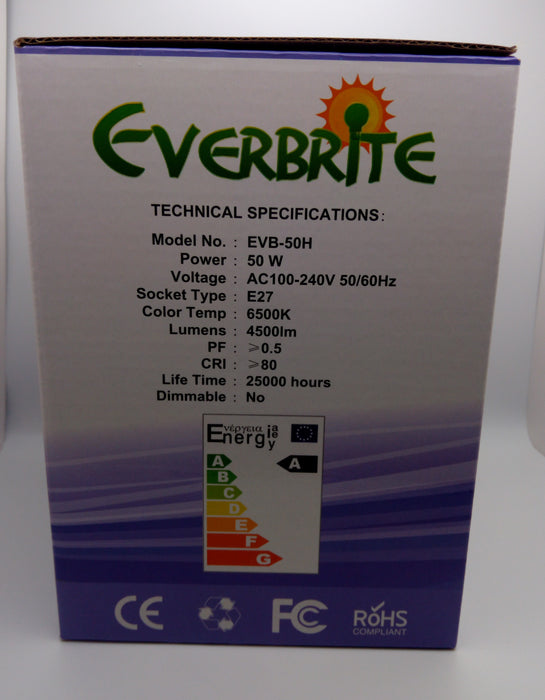 EVERBRITE
TECHNICAL SPECIFICATIONS:
Model No. : EVB-50H
Power : 50 W
Voltage : AC100-240V 50/60Hz
Socket Type : E27
Color Temp : 6500K
Lumens : 4500lm
PF : ⩾0.5
CRI : ⩾80
Life Time : 25000 hours
Dimmable : No
Ενέργεια
Energi a e y
A A
B
C
D
E
F
G
CE FC RoHS
COMPLIANT